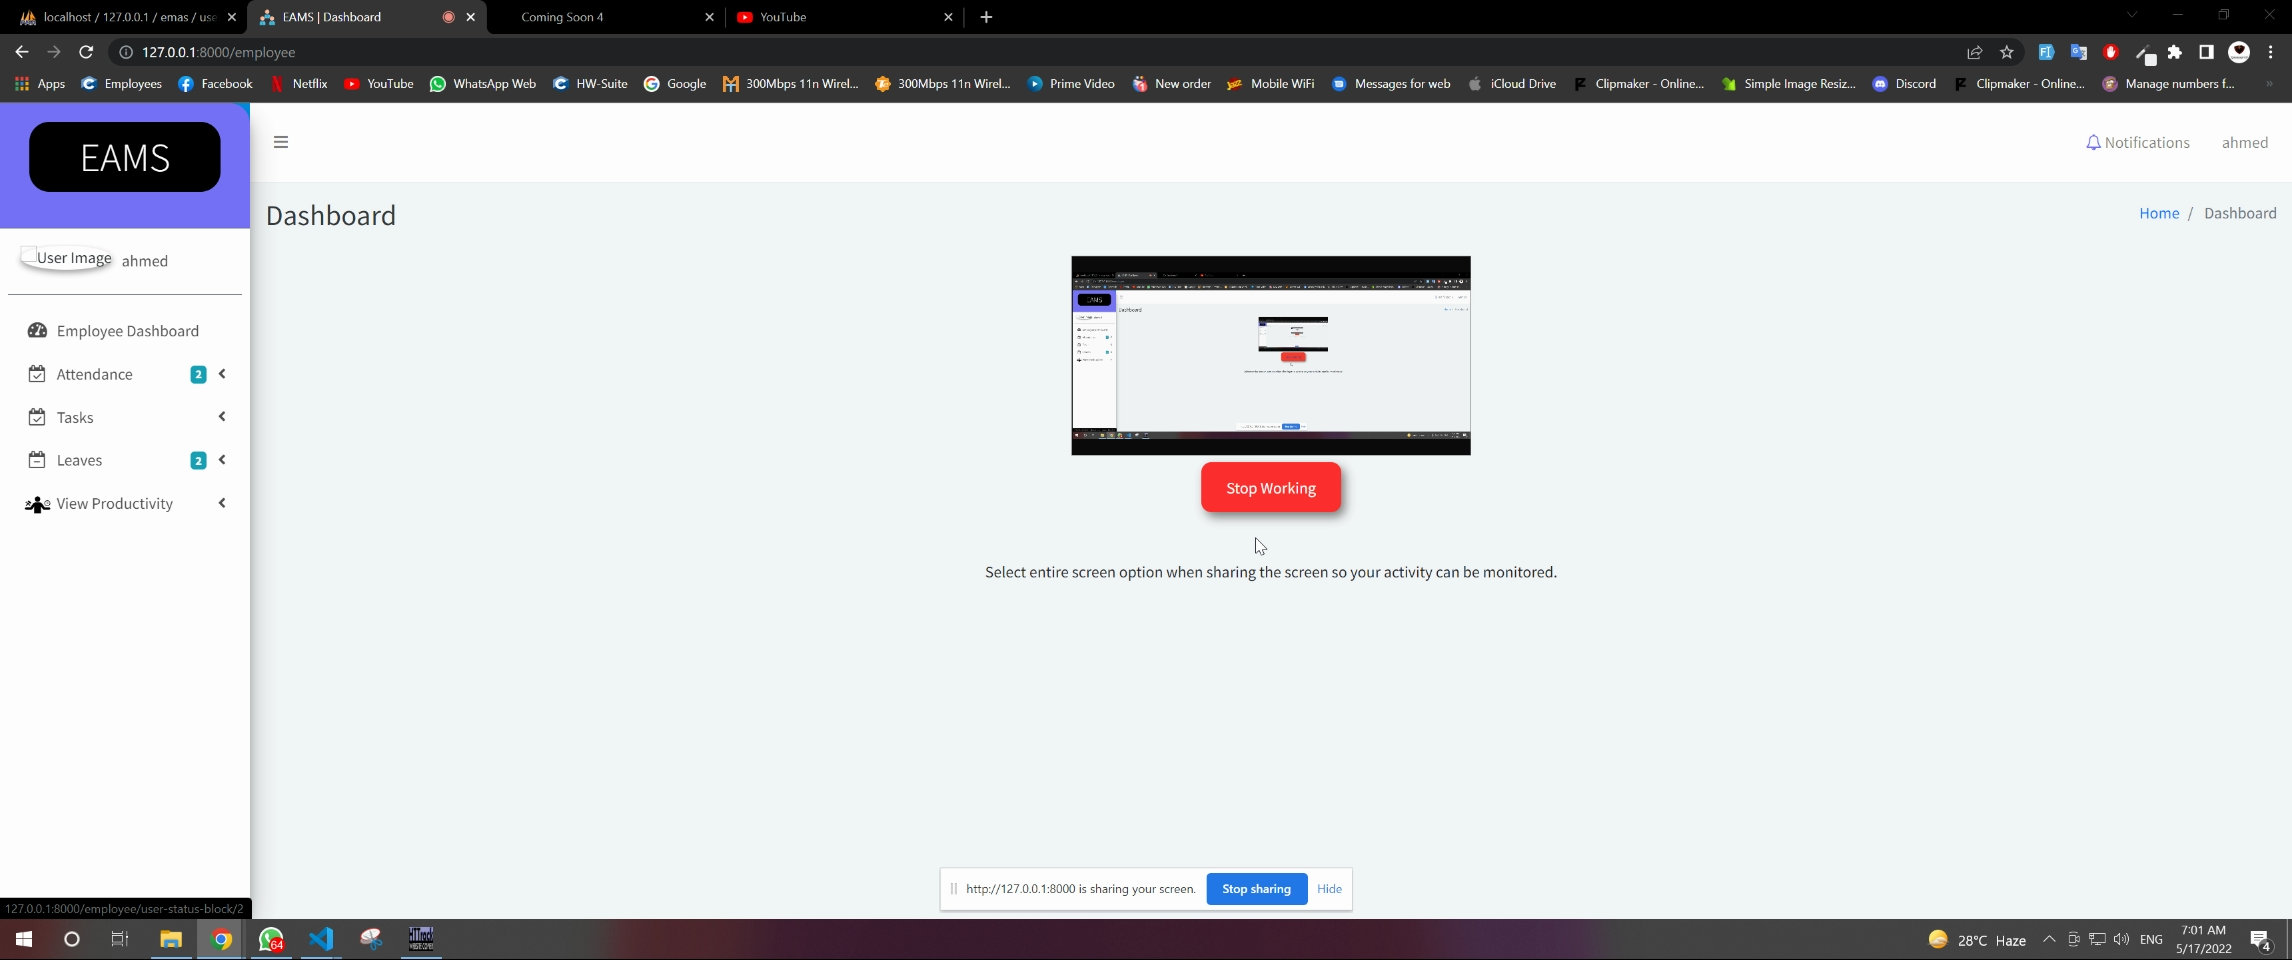 localhost / 127.0.0.1 / emas / use
EAMS | Dashboard
Coming Soon 4
YouTube
127.0.0.1:8000/employee
Apps
Employees
Facebook
Netflix
YouTube
WhatsApp Web
HW-Suite
Google
300Mbps 11n Wirel...
300Mbps 11n Wirel...
Prime Video
New order
Mobile WiFi
Messages for web
iCloud Drive
Clipmaker - Online...
Simple Image Resiz...
Discord
Clipmaker - Online...
Manage numbers f...
EAMS
Notifications
ahmed
Dashboard
Home / Dashboard
User Image ahmed
Employee Dashboard
Attendance 2
Tasks
Leaves 2
View Productivity
EAMS
Dashboard
Stop Working
Select entire screen option when sharing the screen so your activity can be monitored.
http://127.0.0.1:8000 is sharing your screen.
Stop sharing
Hide
127.0.0.1:8000/employee/user-status-block/2
64
28°C Haze
ENG
7:01 AM
5/17/2022
4